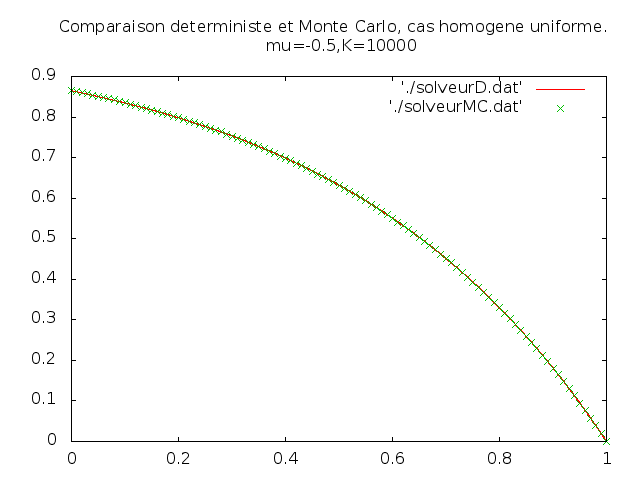 Comparaison deterministe et Monte Carlo, cas homogene uniforme.
mu=-0.5,K=10000
0.9
'./solveurD.dat'
'./solveurMC.dat'
0.8
0.7
0.6
0.5
0.4
0.3
0.2
0.1
0
0 0.2 0.4 0.6 0.8 1